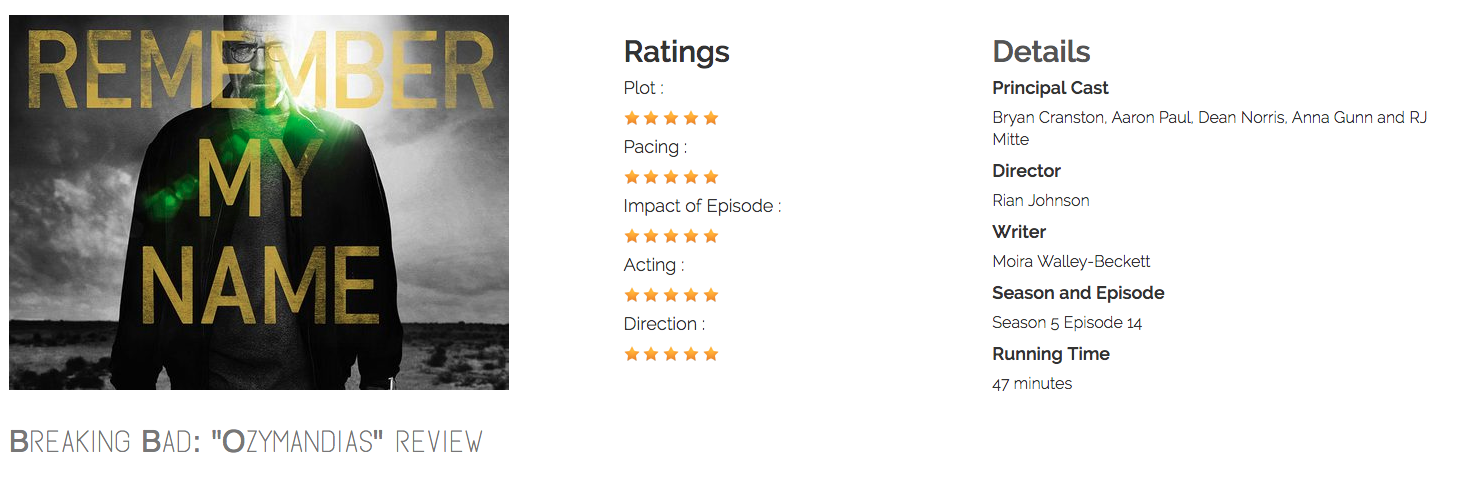 REMEMBER
MY
NAME
Breaking Bad: "Ozymandias" review
Ratings
Plot :
Pacing :
Impact of Episode :
Acting :
Direction :
Details
Principal Cast
Bryan Cranston, Aaron Paul, Dean Norris, Anna Gunn and RJ
Mitte
Director
Rian Johnson
Writer
Moira Walley-Beckett
Season and Episode
Season 5 Episode 14
Running Time
47 minutes